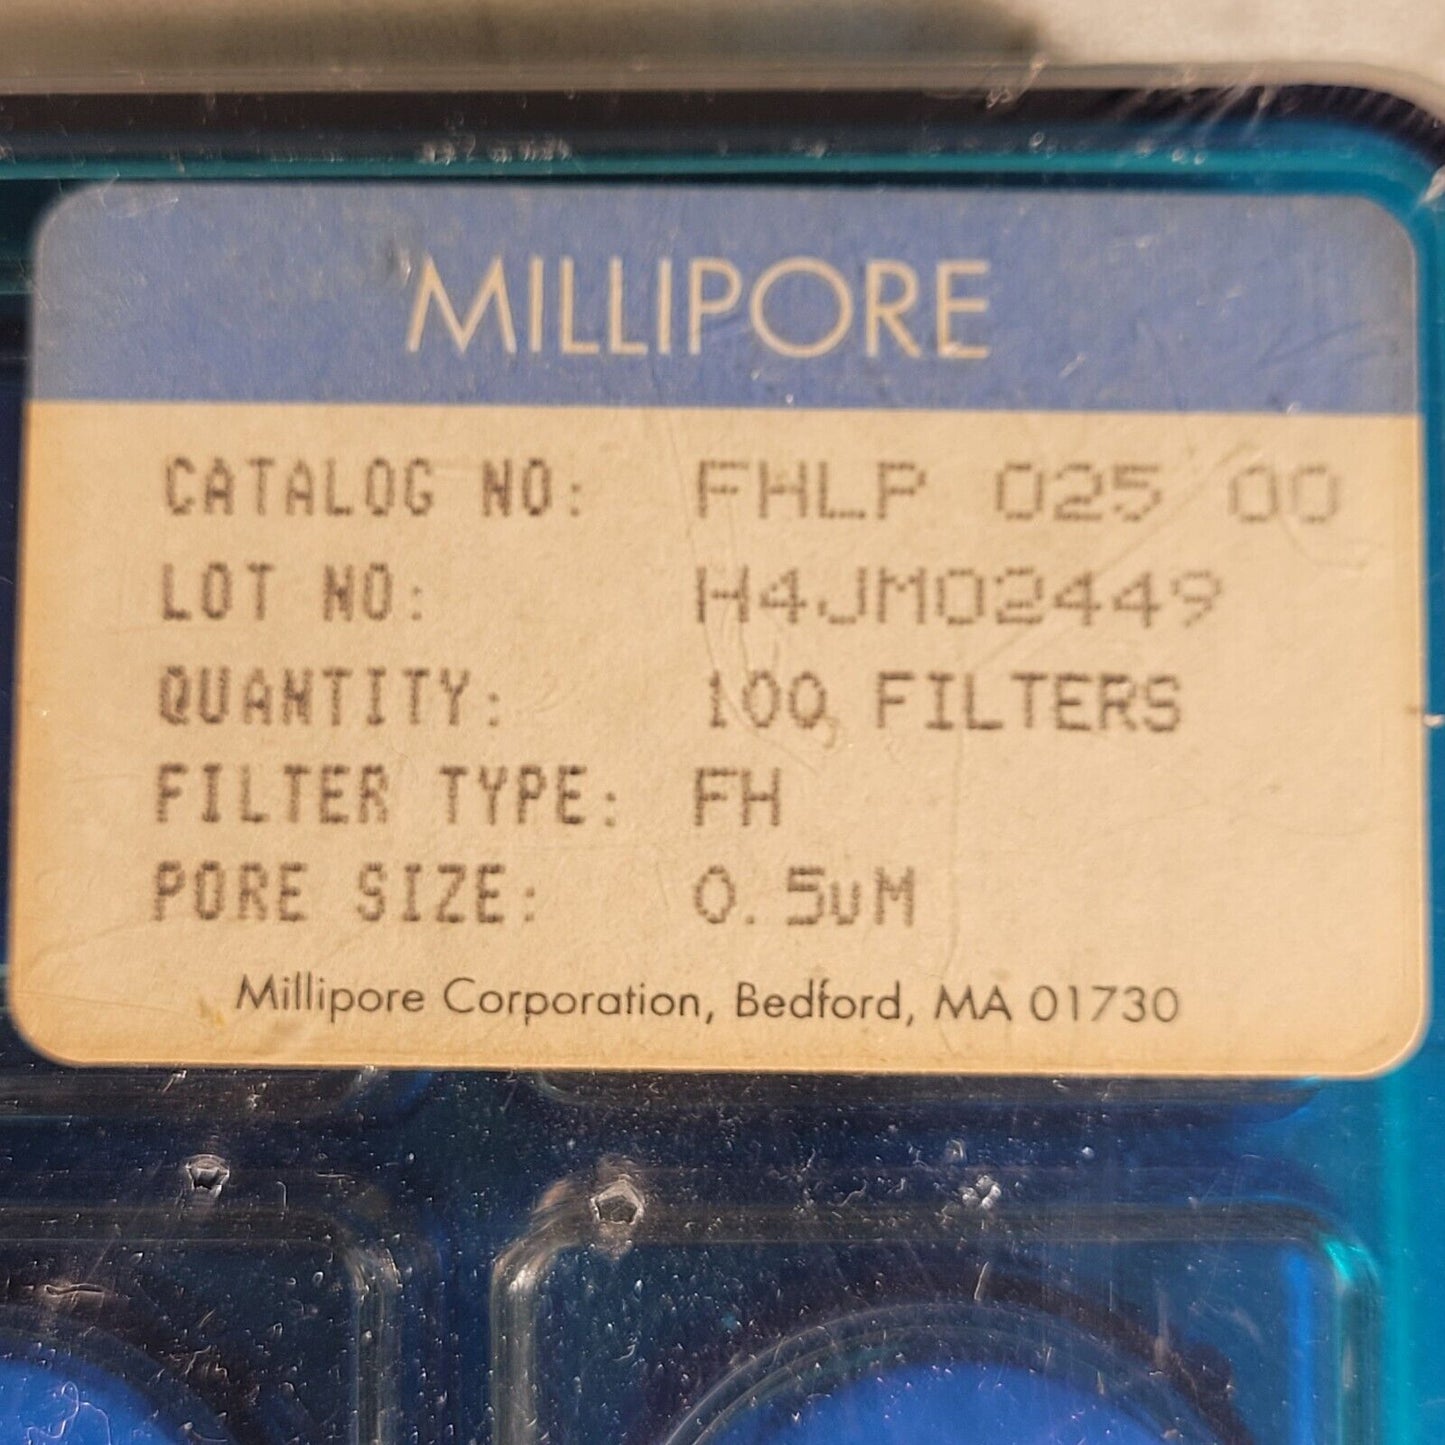 MILLIPORE
CATALOG NO: FHLP 025 00
LOT NO: H4JM02449
QUANTITY: 100 FILTERS
FILTER TYPE: FH
PORE SIZE: 0.5uM
Millipore Corporation, Bedford, MA 01730